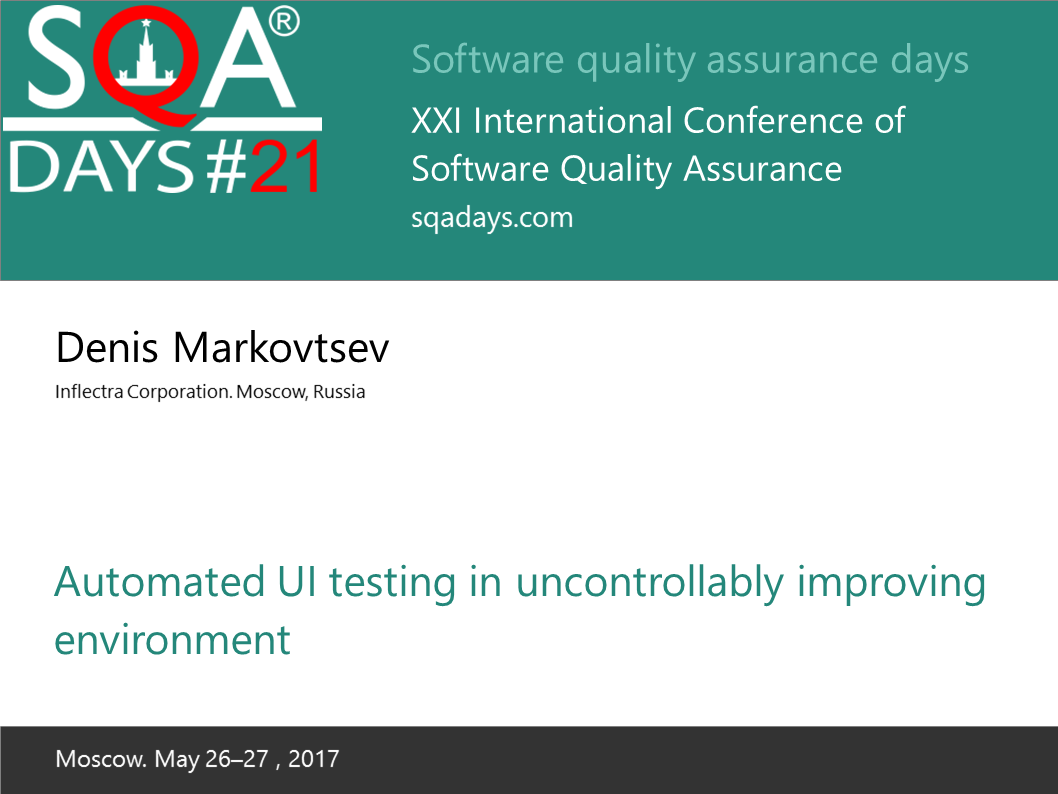 SQA®
DAYS #21
Software quality assurance days
XXI International Conference of
Software Quality Assurance
sqadays.com
Denis Markovtsev
Inflectra Corporation. Moscow, Russia
Automated UI testing in uncontrollably improving
environment
Moscow. May 26–27 , 2017